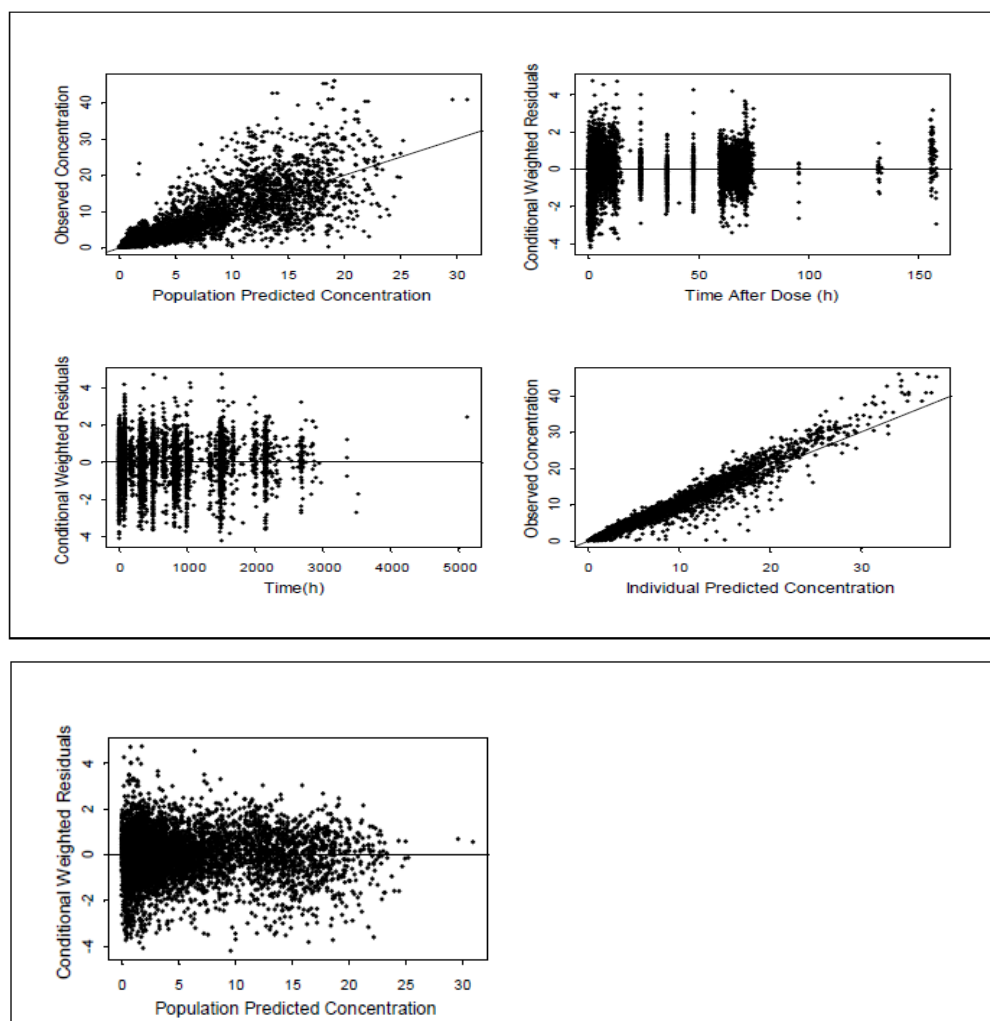 Observed Concentration
0 10 20 30 40
0 5 10 15 20 25 30
Population Predicted Concentration
Conditional Weighted Residuals
-4 -2 0 2 4
0 50 100 150
Time After Dose (h)
Conditional Weighted Residuals
-4 -2 0 2 4
0 1000 2000 3000 4000 5000
Time(h)
Observed Concentration
0 10 20 30 40
0 10 20 30
Individual Predicted Concentration
Conditional Weighted Residuals
-4 -2 0 2 4
0 5 10 15 20 25 30
Population Predicted Concentration